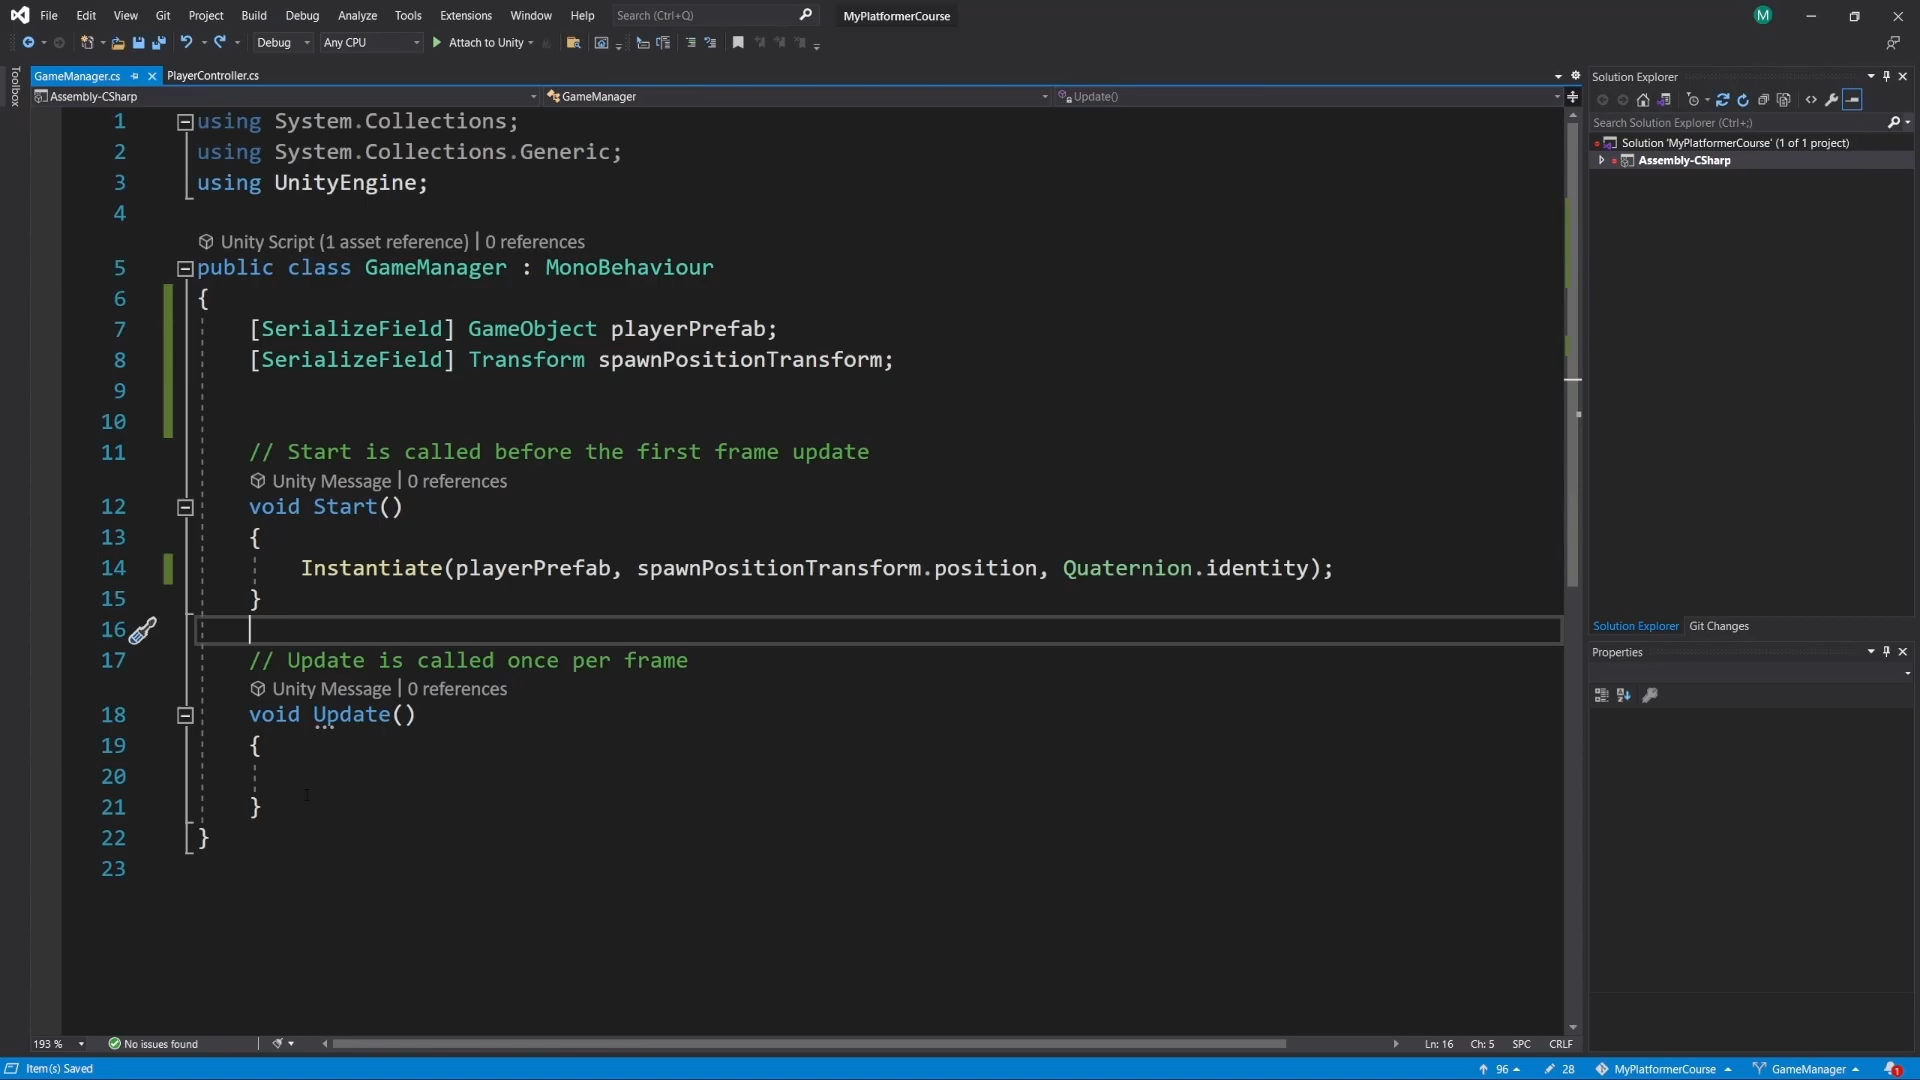 File Edit View Git Project Build Debug Analyze Tools Extensions Window Help Search (Ctrl+Q) MyPlatformerCourse M
Debug Any CPU Attach to Unity
Toolbox
GameManager.cs PlayerController.cs
Assembly-CSharp GameManager Update()
1 using System.Collections;
2 using System.Collections.Generic;
3 using UnityEngine;
4
Unity Script (1 asset reference) | 0 references
5 public class GameManager : MonoBehaviour
6 {
7 [SerializeField] GameObject playerPrefab;
8 [SerializeField] Transform spawnPositionTransform;
9
10
11 // Start is called before the first frame update
Unity Message | 0 references
12 void Start()
13 {
14 Instantiate(playerPrefab, spawnPositionTransform.position, Quaternion.identity);
15 }
16
17 // Update is called once per frame
Unity Message | 0 references
18 void Update()
19 {
20
21 }
22 }
23
193 % No issues found Ln: 16 Ch: 5 SPC CRLF
Solution Explorer
Search Solution Explorer (Ctrl+;)
Solution 'MyPlatformerCourse' (1 of 1 project)
Assembly-CSharp
Solution Explorer Git Changes
Properties
Item(s) Saved 96 28 MyPlatformerCourse GameManager 1